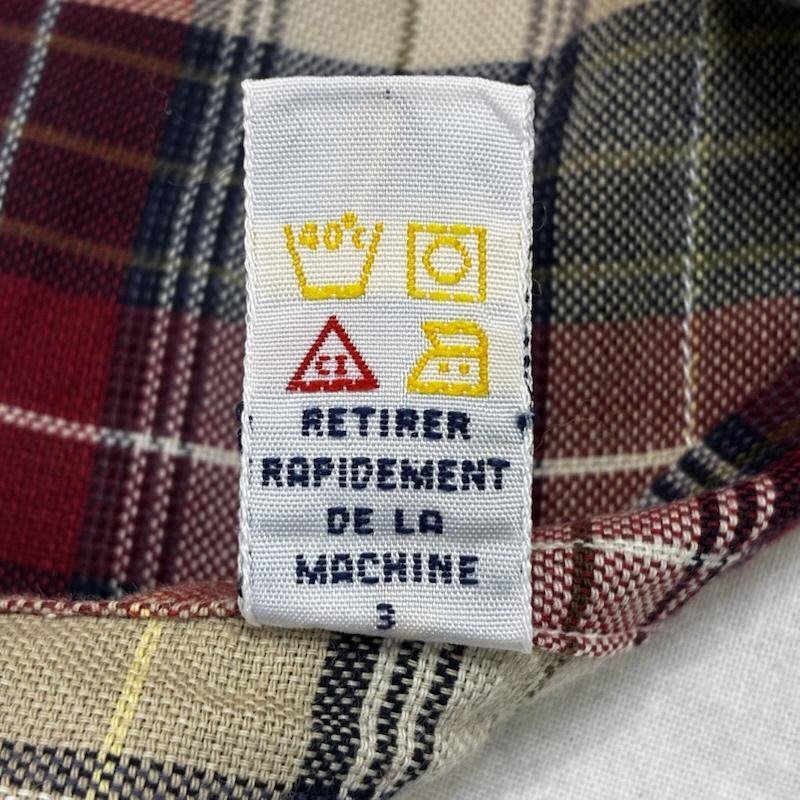 40°C
CL
RETIRER
RAPIDEMENT
DE LA
MACHINE
3